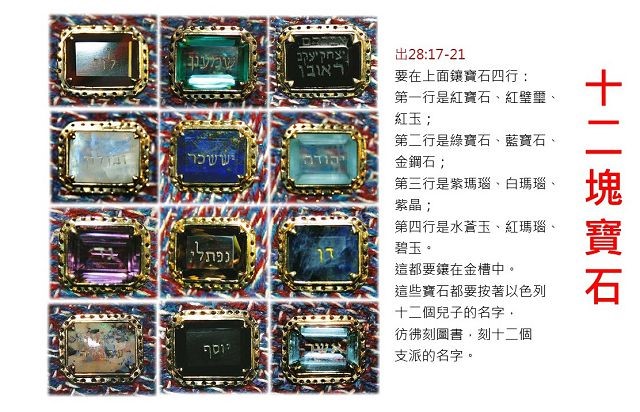 十二塊寶石
לוי
שמעון
אברהם
יצחק יעקב
ראובן
זבולון
יששכר
יהודה
גד
נפתלי
דן
יוסף
אשר
出28:17-21
要在上面鑲寶石四行：
第一行是紅寶石、紅璧璽、
紅玉；
第二行是綠寶石、藍寶石、
金鋼石；
第三行是紫瑪瑙、白瑪瑙、
紫晶；
第四行是水蒼玉、紅瑪瑙、
碧玉。
這都要鑲在金槽中。
這些寶石都要按著以色列
十二個兒子的名字，
彷彿刻圖書，刻十二個
支派的名字。